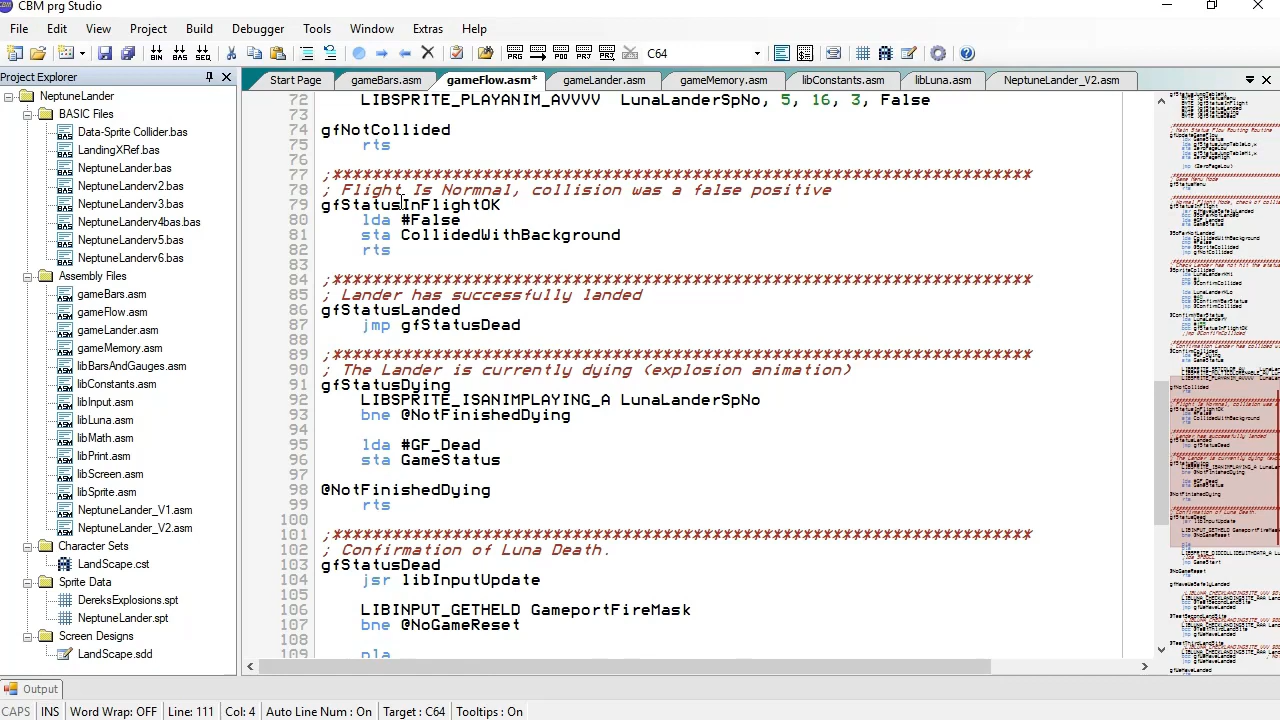 CBM prg Studio
File Edit View Project Build Debugger Tools Window Extras Help
C64
Project Explorer
Start Page gameBars.asm gameFlow.asm* gameLander.asm gameMemory.asm libConstants.asm libLuna.asm NeptuneLander_V2.asm
NeptuneLander
BASIC Files
Data-Sprite Collider.bas
LandingXRef.bas
NeptuneLander.bas
NeptuneLanderv2.bas
NeptuneLanderv3.bas
NeptuneLanderv4bas.bas
NeptuneLanderv5.bas
NeptuneLanderv6.bas
Assembly Files
gameBars.asm
gameFlow.asm
gameLander.asm
gameMemory.asm
libBarsAndGauges.asm
libConstants.asm
libInput.asm
libLuna.asm
libMath.asm
libPrint.asm
libScreen.asm
libSprite.asm
NeptuneLander_V1.asm
NeptuneLander_V2.asm
Character Sets
LandScape.cst
Sprite Data
DereksExplosions.spt
NeptuneLander.spt
Screen Designs
LandScape.sdd
72 LIBSPRITE_PLAYANIM_AVVVV LunaLanderSpNo, 5, 16, 3, False
73
74 gfNotCollided
75 rts
76
77 ;**********************************************************************
78 ; Flight Is Normnal, collision was a false positive
79 gfStatusInFlightOK
80 lda #False
81 sta CollidedWithBackground
82 rts
83
84 ;**********************************************************************
85 ; Lander has successfully landed
86 gfStatusLanded
87 jmp gfStatusDead
88
89 ;**********************************************************************
90 ; The Lander is currently dying (explosion animation)
91 gfStatusDying
92 LIBSPRITE_ISANIMPLAYING_A LunaLanderSpNo
93 bne @NotFinishedDying
94
95 lda #GF_Dead
96 sta GameStatus
97
98 @NotFinishedDying
99 rts
100
101 ;**********************************************************************
102 ; Confirmation of Luna Death.
103 gfStatusDead
104 jsr libInputUpdate
105
106 LIBINPUT_GETHELD GameportFireMask
107 bne @NoGameReset
108
109 pla
Output
CAPS INS Word Wrap: OFF Line: 111 Col: 4 Auto Line Num : On Target : C64 Tooltips : On